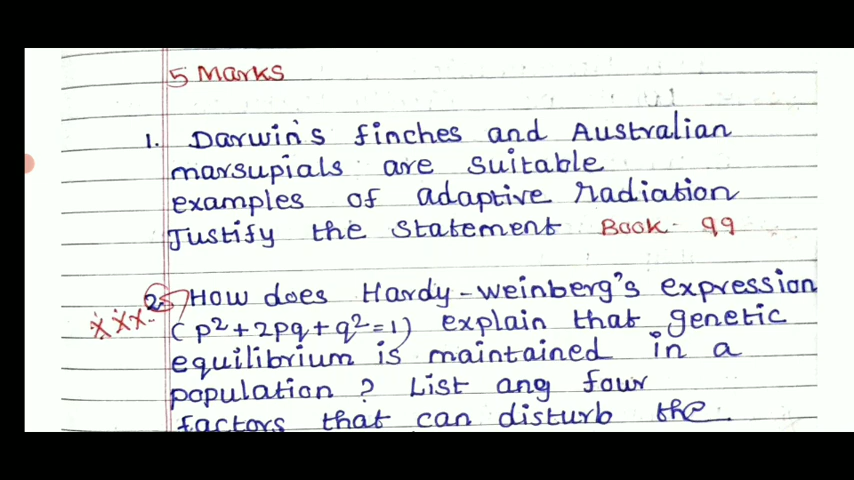 5 Marks
1. Darwin's finches and Australian
marsupials are suitable
examples of adaptive radiation
Justify the statement Book - 99
xxx 2. How does Hardy-weinberg's expression
(p²+2pq+q²=1) explain that genetic
equilibrium is maintained in a
population ? List any four
factors that can disturb the